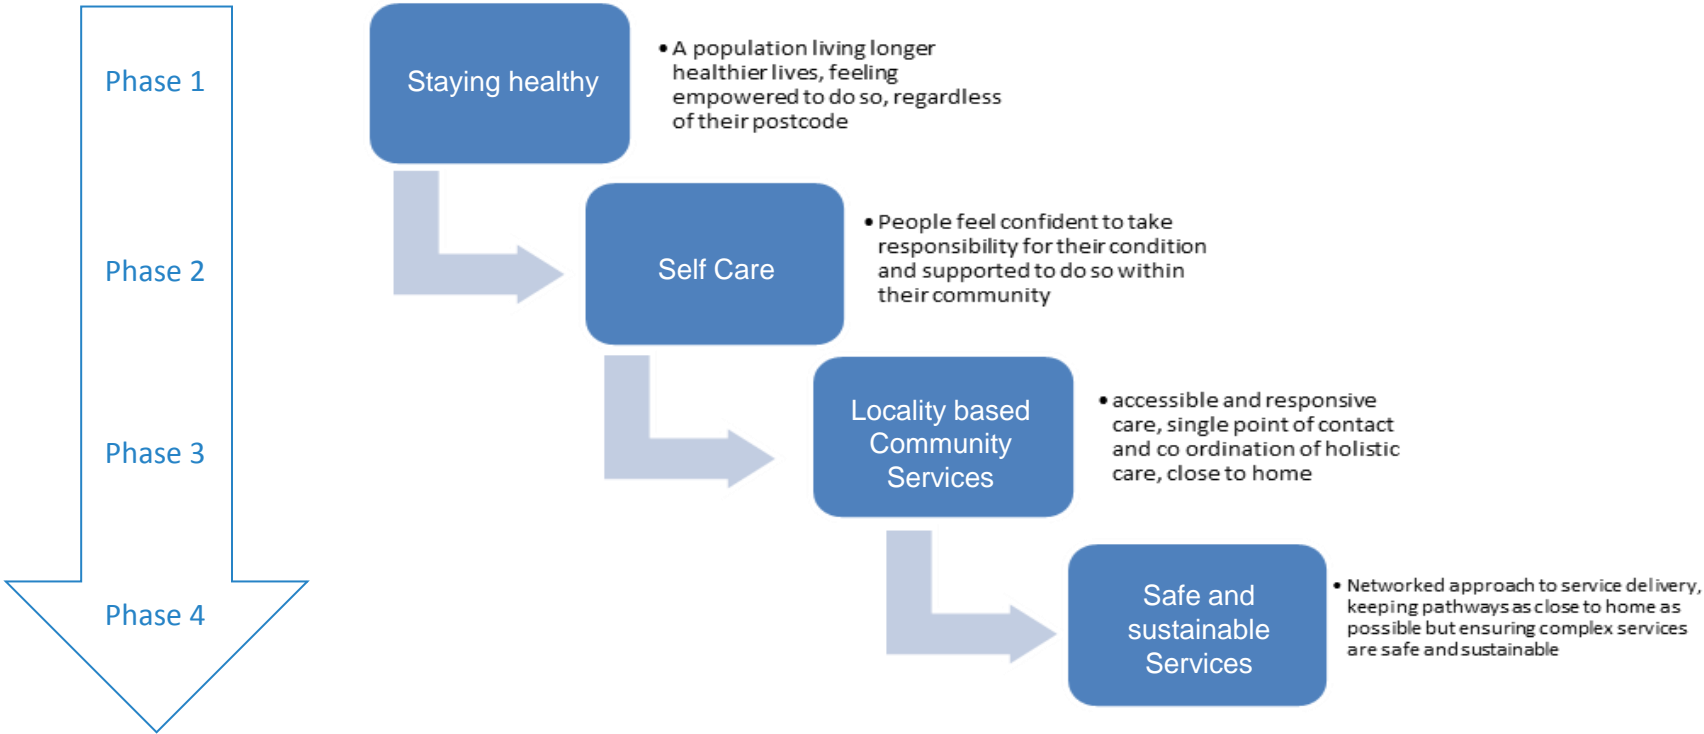 Phase 1
Staying healthy
• A population living longer
healthier lives, feeling
empowered to do so, regardless
of their postcode
Phase 2
Self Care
• People feel confident to take
responsibility for their condition
and supported to do so within
their community
Phase 3
Locality based
Community
Services
• accessible and responsive
care, single point of contact
and co ordination of holistic
care, close to home
Phase 4
Safe and
sustainable
Services
• Networked approach to service delivery,
keeping pathways as close to home as
possible but ensuring complex services
are safe and sustainable